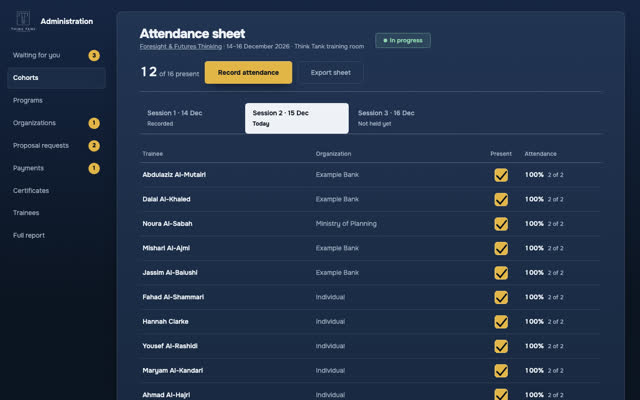 THINK TANK
Administration
Waiting for you 3
Cohorts
Programs
Organizations 1
Proposal requests 2
Payments 1
Certificates
Trainees
Full report
Attendance sheet
Foresight & Futures Thinking · 14–16 December 2026 · Think Tank training room
In progress
12 of 16 present
Record attendance
Export sheet
Session 1 · 14 Dec
Recorded
Session 2 · 15 Dec
Today
Session 3 · 16 Dec
Not held yet
Trainee Organization Present Attendance
Abdulaziz Al-Mutairi Example Bank 100% 2 of 2
Dalal Al-Khaled Example Bank 100% 2 of 2
Noura Al-Sabah Ministry of Planning 100% 2 of 2
Mishari Al-Ajmi Example Bank 100% 2 of 2
Jassim Al-Balushi Example Bank 100% 2 of 2
Fahad Al-Shammari Individual 100% 2 of 2
Hannah Clarke Individual 100% 2 of 2
Yousef Al-Rashidi Individual 100% 2 of 2
Maryam Al-Kandari Individual 100% 2 of 2
Ahmad Al-Hajri Individual 100% 2 of 2